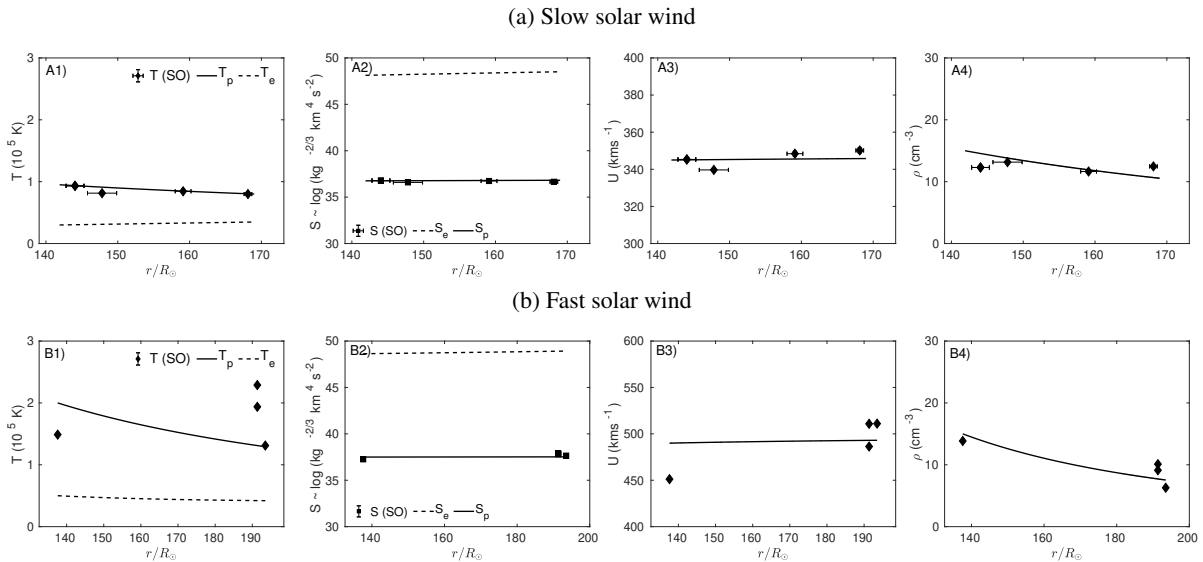 (a) Slow solar wind
A1)
T (SO) T_p T_e
T (10^5 K)
0 1 2 3
140 150 160 170
r/R_⊙
A2)
S (SO) S_e S_p
S ~ log (kg^-2/3 km^4 s^-2)
30 35 40 45 50
140 150 160 170
r/R_⊙
A3)
U (kms^-1)
300 320 340 360 380 400
140 150 160 170
r/R_⊙
A4)
ρ (cm^-3)
0 10 20 30
140 150 160 170
r/R_⊙
(b) Fast solar wind
B1)
T (SO) T_p T_e
T (10^5 K)
0 1 2 3
140 150 160 170 180 190
r/R_⊙
B2)
S (SO) S_e S_p
S ~ log (kg^-2/3 km^4 s^-2)
30 35 40 45 50
140 160 180 200
r/R_⊙
B3)
U (kms^-1)
400 450 500 550 600
140 150 160 170 180 190
r/R_⊙
B4)
ρ (cm^-3)
0 10 20 30
140 160 180 200
r/R_⊙